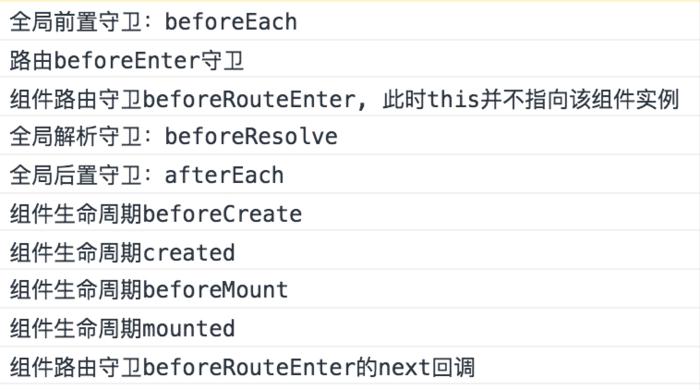 全局前置守卫：beforeEach
路由beforeEnter守卫
组件路由守卫beforeRouteEnter, 此时this并不指向该组件实例
全局解析守卫：beforeResolve
全局后置守卫：afterEach
组件生命周期beforeCreate
组件生命周期created
组件生命周期beforeMount
组件生命周期mounted
组件路由守卫beforeRouteEnter的next回调